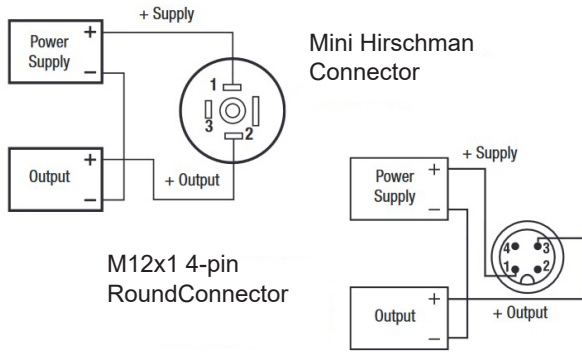 + Supply
Power
Supply
+
−
Mini Hirschman
Connector
1
3
2
Output
+
−
+ Output
+ Supply
Power
Supply
+
−
M12x1 4-pin
RoundConnector
4
3
1
2
Output
+
−
+ Output